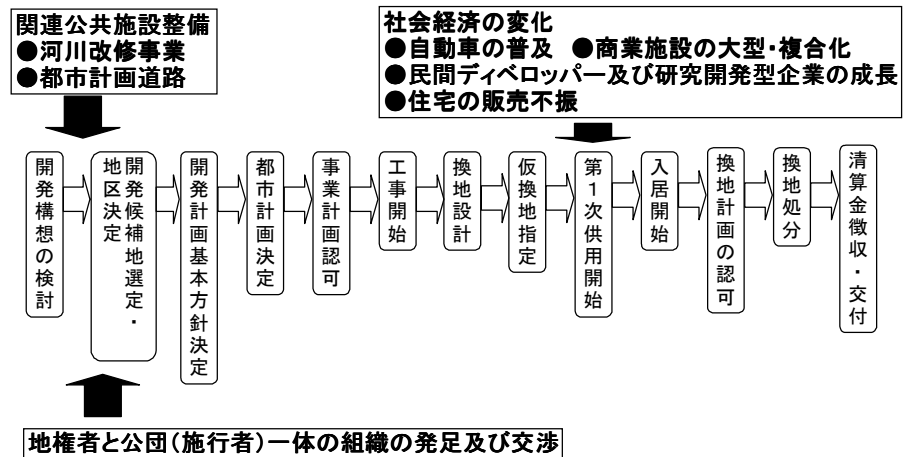 関連公共施設整備
●河川改修事業
●都市計画道路
社会経済の変化
●自動車の普及 ●商業施設の大型・複合化
●民間ディベロッパー及び研究開発型企業の成長
●住宅の販売不振
開発構想の検討
開発候補地選定・
地区決定
開発計画基本方針決定
都市計画決定
事業計画認可
工事開始
換地設計
仮換地指定
第1次供用開始
入居開始
換地計画の認可
換地処分
清算金徴収・交付
地権者と公団(施行者)一体の組織の発足及び交渉